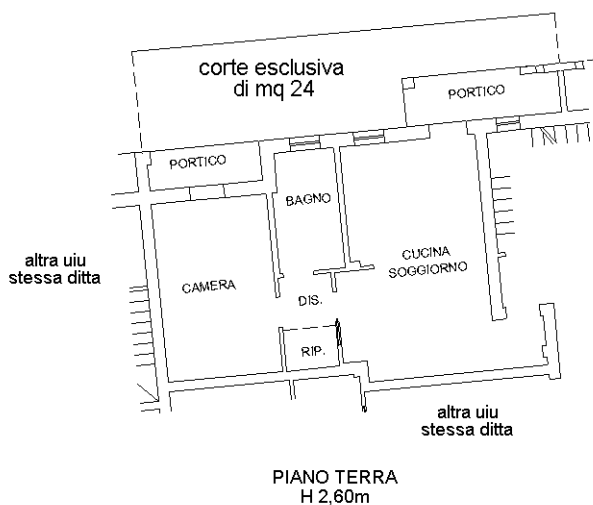 corte esclusiva
di mq 24
PORTICO
PORTICO
BAGNO
altra uiu
stessa ditta
CAMERA
CUCINA
SOGGIORNO
DIS.
RIP.
altra uiu
stessa ditta
PIANO TERRA
H 2,60m